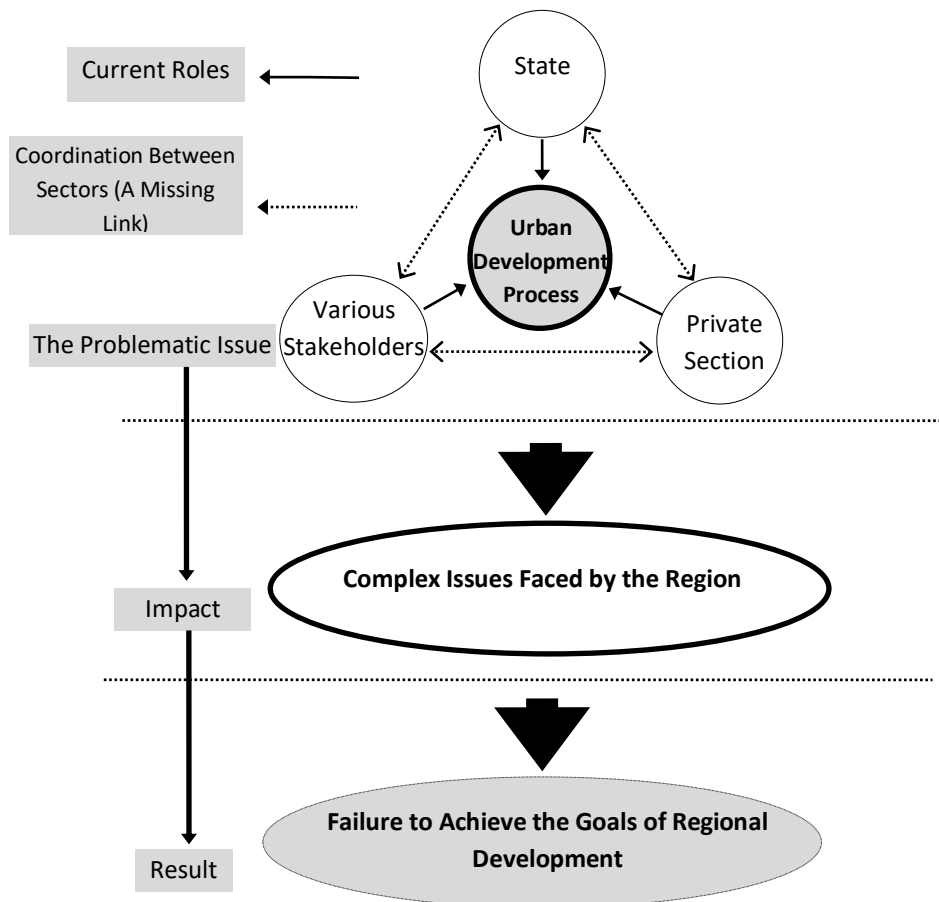 State
Current Roles
Coordination Between
Sectors (A Missing
Link)
Urban
Development
Process
Various
Stakeholders
Private
Section
The Problematic Issue
Complex Issues Faced by the Region
Impact
Failure to Achieve the Goals of Regional
Development
Result